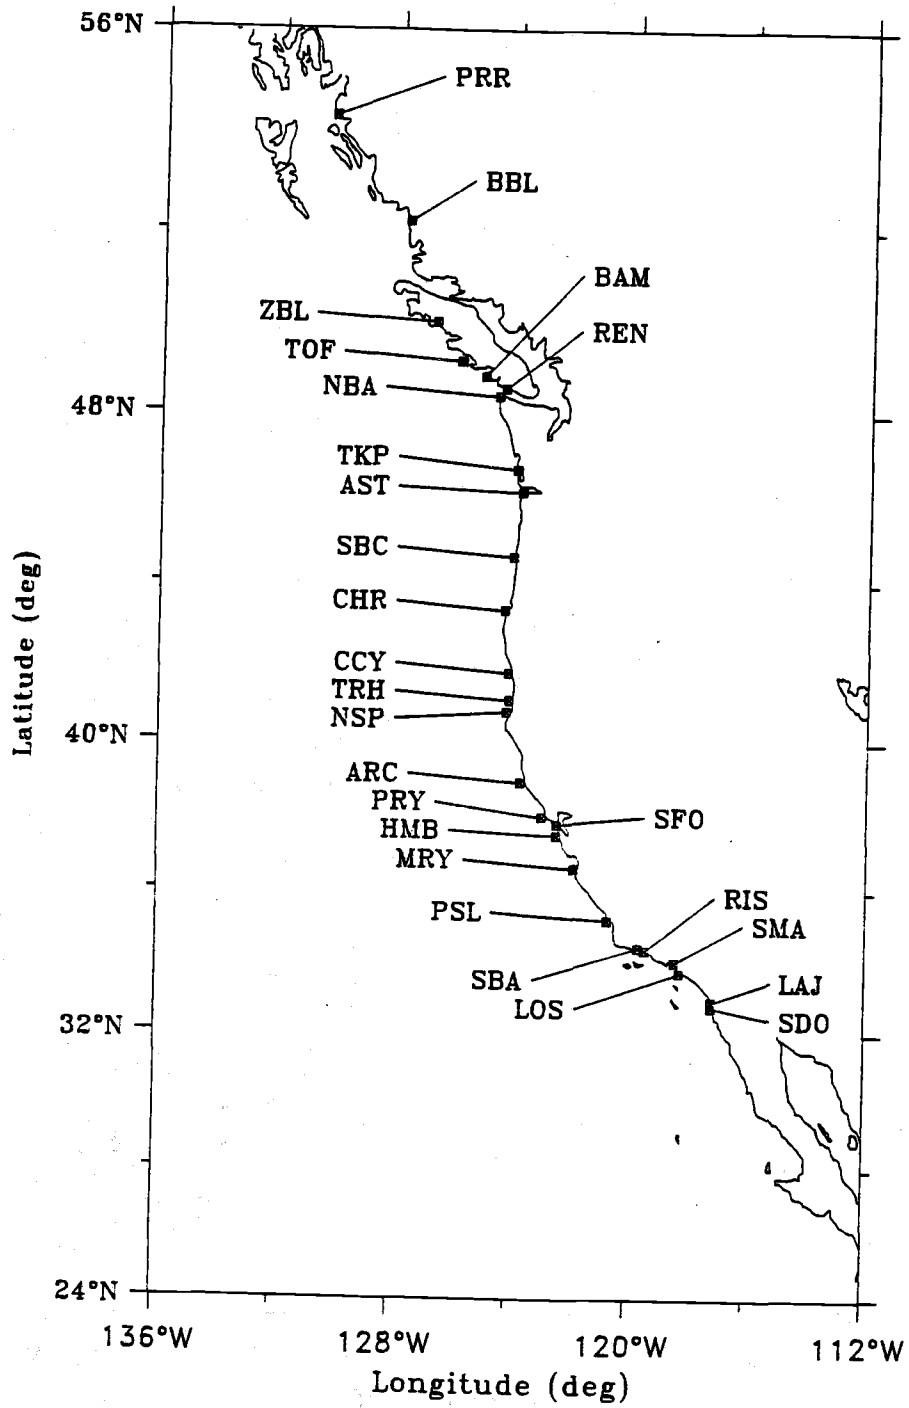 56°N
PRR
BBL
BAM
ZBL
REN
TOF
NBA
48°N
TKP
AST
SBC
Latitude (deg)
CHR
CCY
TRH
NSP
40°N
ARC
PRY
SFO
HMB
MRY
RIS
PSL
SMA
SBA
LAJ
LOS
SDO
32°N
24°N
136°W 128°W 120°W 112°W
Longitude (deg)